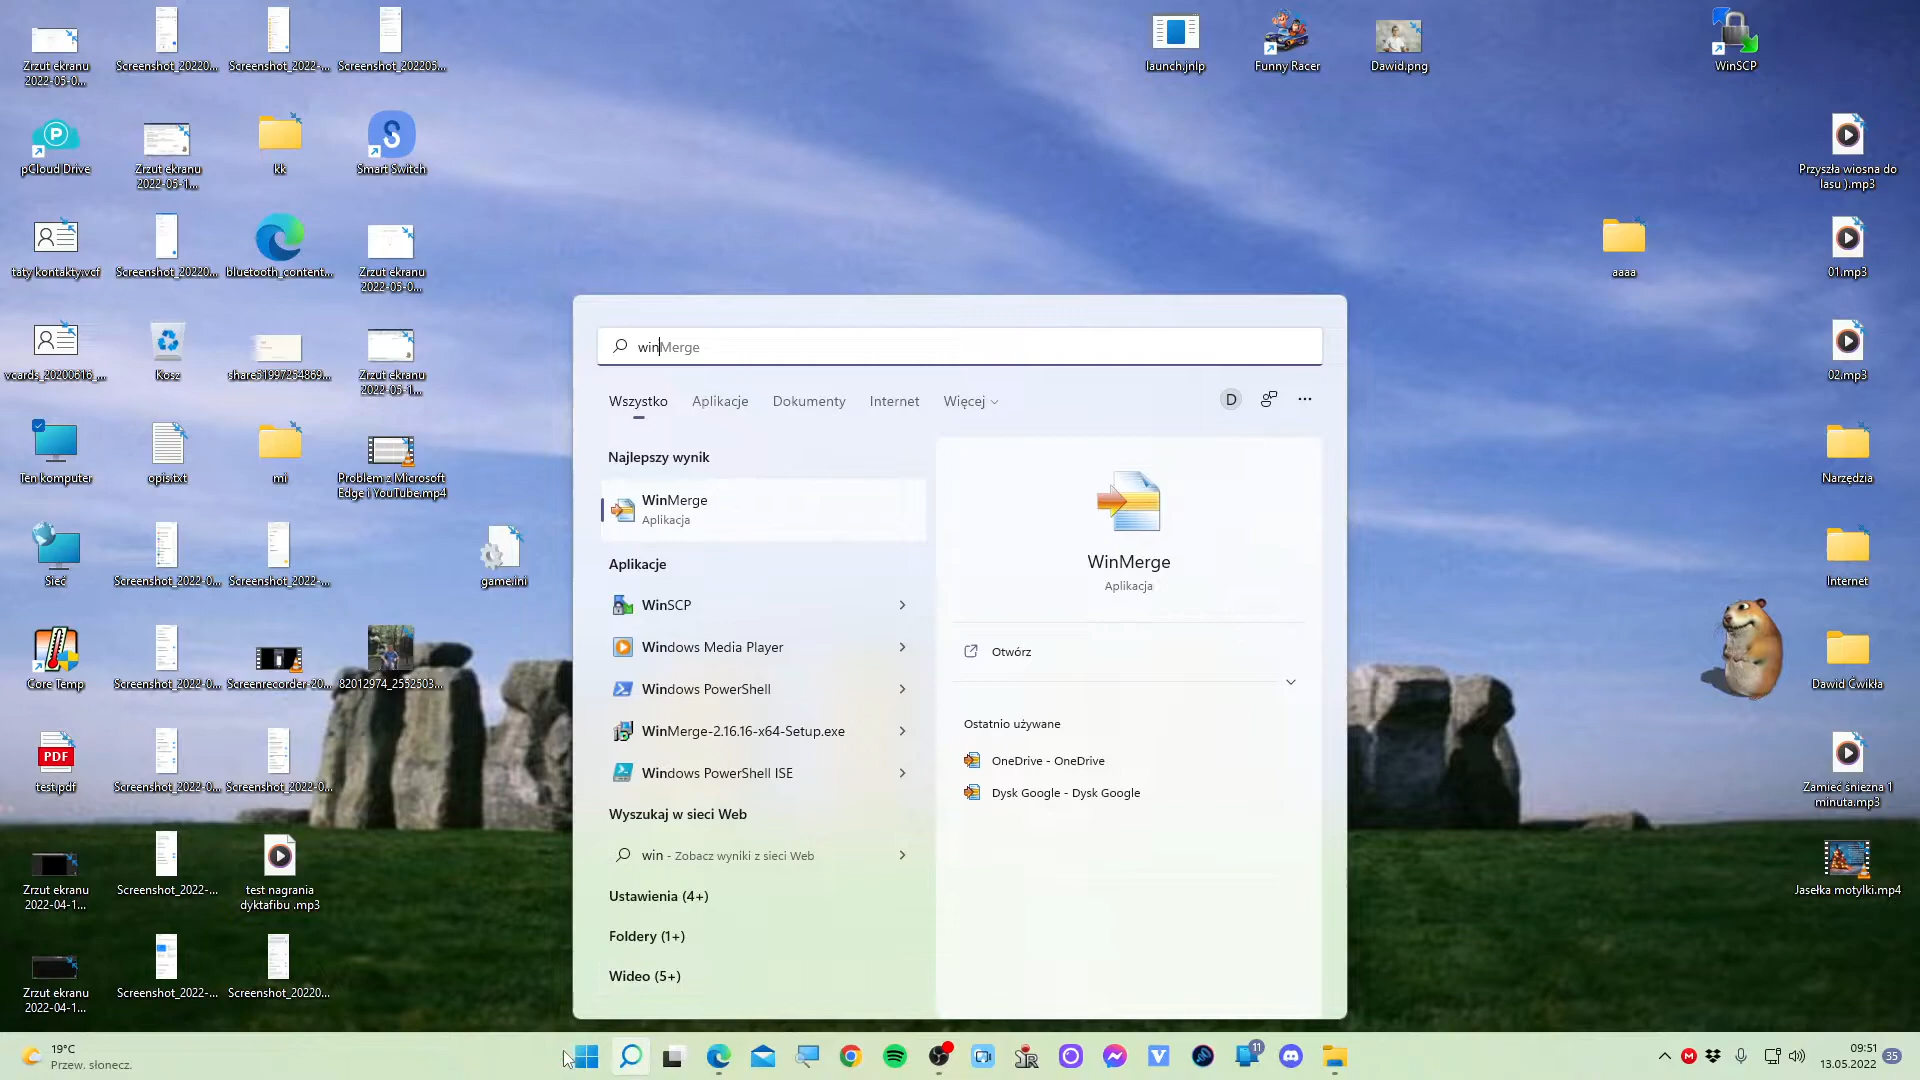 Zrzut ekranu
2022-05-0...
Screenshot_20220...
Screenshot_2022-...
Screenshot_202205...
launch.jnlp
Funny Racer
Dawid.png
WinSCP
pCloud Drive
Zrzut ekranu
2022-05-1...
kk
Smart Switch
Przyszła wiosna do
lasu ).mp3
taty kontakty.vcf
Screenshot_20220...
bluetooth_content...
Zrzut ekranu
2022-05-0...
aaaa
01.mp3
vcards_20200616_...
Kosz
share51997254869...
Zrzut ekranu
2022-05-1...
02.mp3
Ten komputer
opis.txt
mi
Problem z Microsoft
Edge i YouTube.mp4
Narzędzia
Sieć
Screenshot_2022-0...
Screenshot_2022-...
game.ini
Internet
Core Temp
Screenshot_2022-0...
Screenrecorder-20...
82012974_2552503...
Dawid Ćwikła
PDF
test.pdf
Screenshot_2022-0...
Screenshot_2022-0...
Zamieć śnieżna 1
minuta.mp3
Zrzut ekranu
2022-04-1...
Screenshot_2022-...
test nagrania
dyktafibu .mp3
Jasełka motylki.mp4
Zrzut ekranu
2022-04-1...
Screenshot_2022-...
Screenshot_20220...
winMerge
Wszystko
Aplikacje
Dokumenty
Internet
Więcej
D
Najlepszy wynik
WinMerge
Aplikacja
Aplikacje
WinSCP
Windows Media Player
Windows PowerShell
WinMerge-2.16.16-x64-Setup.exe
Windows PowerShell ISE
Wyszukaj w sieci Web
win - Zobacz wyniki z sieci Web
Ustawienia (4+)
Foldery (1+)
Wideo (5+)
WinMerge
Aplikacja
Otwórz
Ostatnio używane
OneDrive - OneDrive
Dysk Google - Dysk Google
19°C
Przew. słonecz.
11
09:51
13.05.2022
35